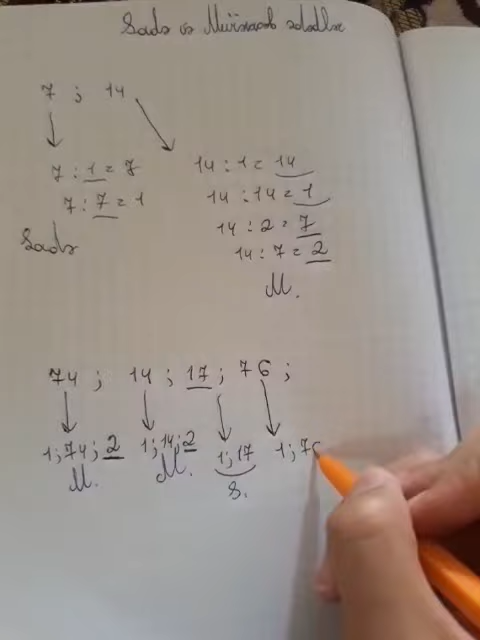 Sadə və Mürəkkəb ədədlər
7 ; 14
7 : 1 = 7
7 : 7 = 1
Sadə
14 : 1 = 14
14 : 14 = 1
14 : 2 = 7
14 : 7 = 2
M.
74 ; 14 ; 17 ; 76 ;
1 ; 74 ; 2 1 ; 14 ; 2 1 ; 17 1 ; 76
M. M. S.